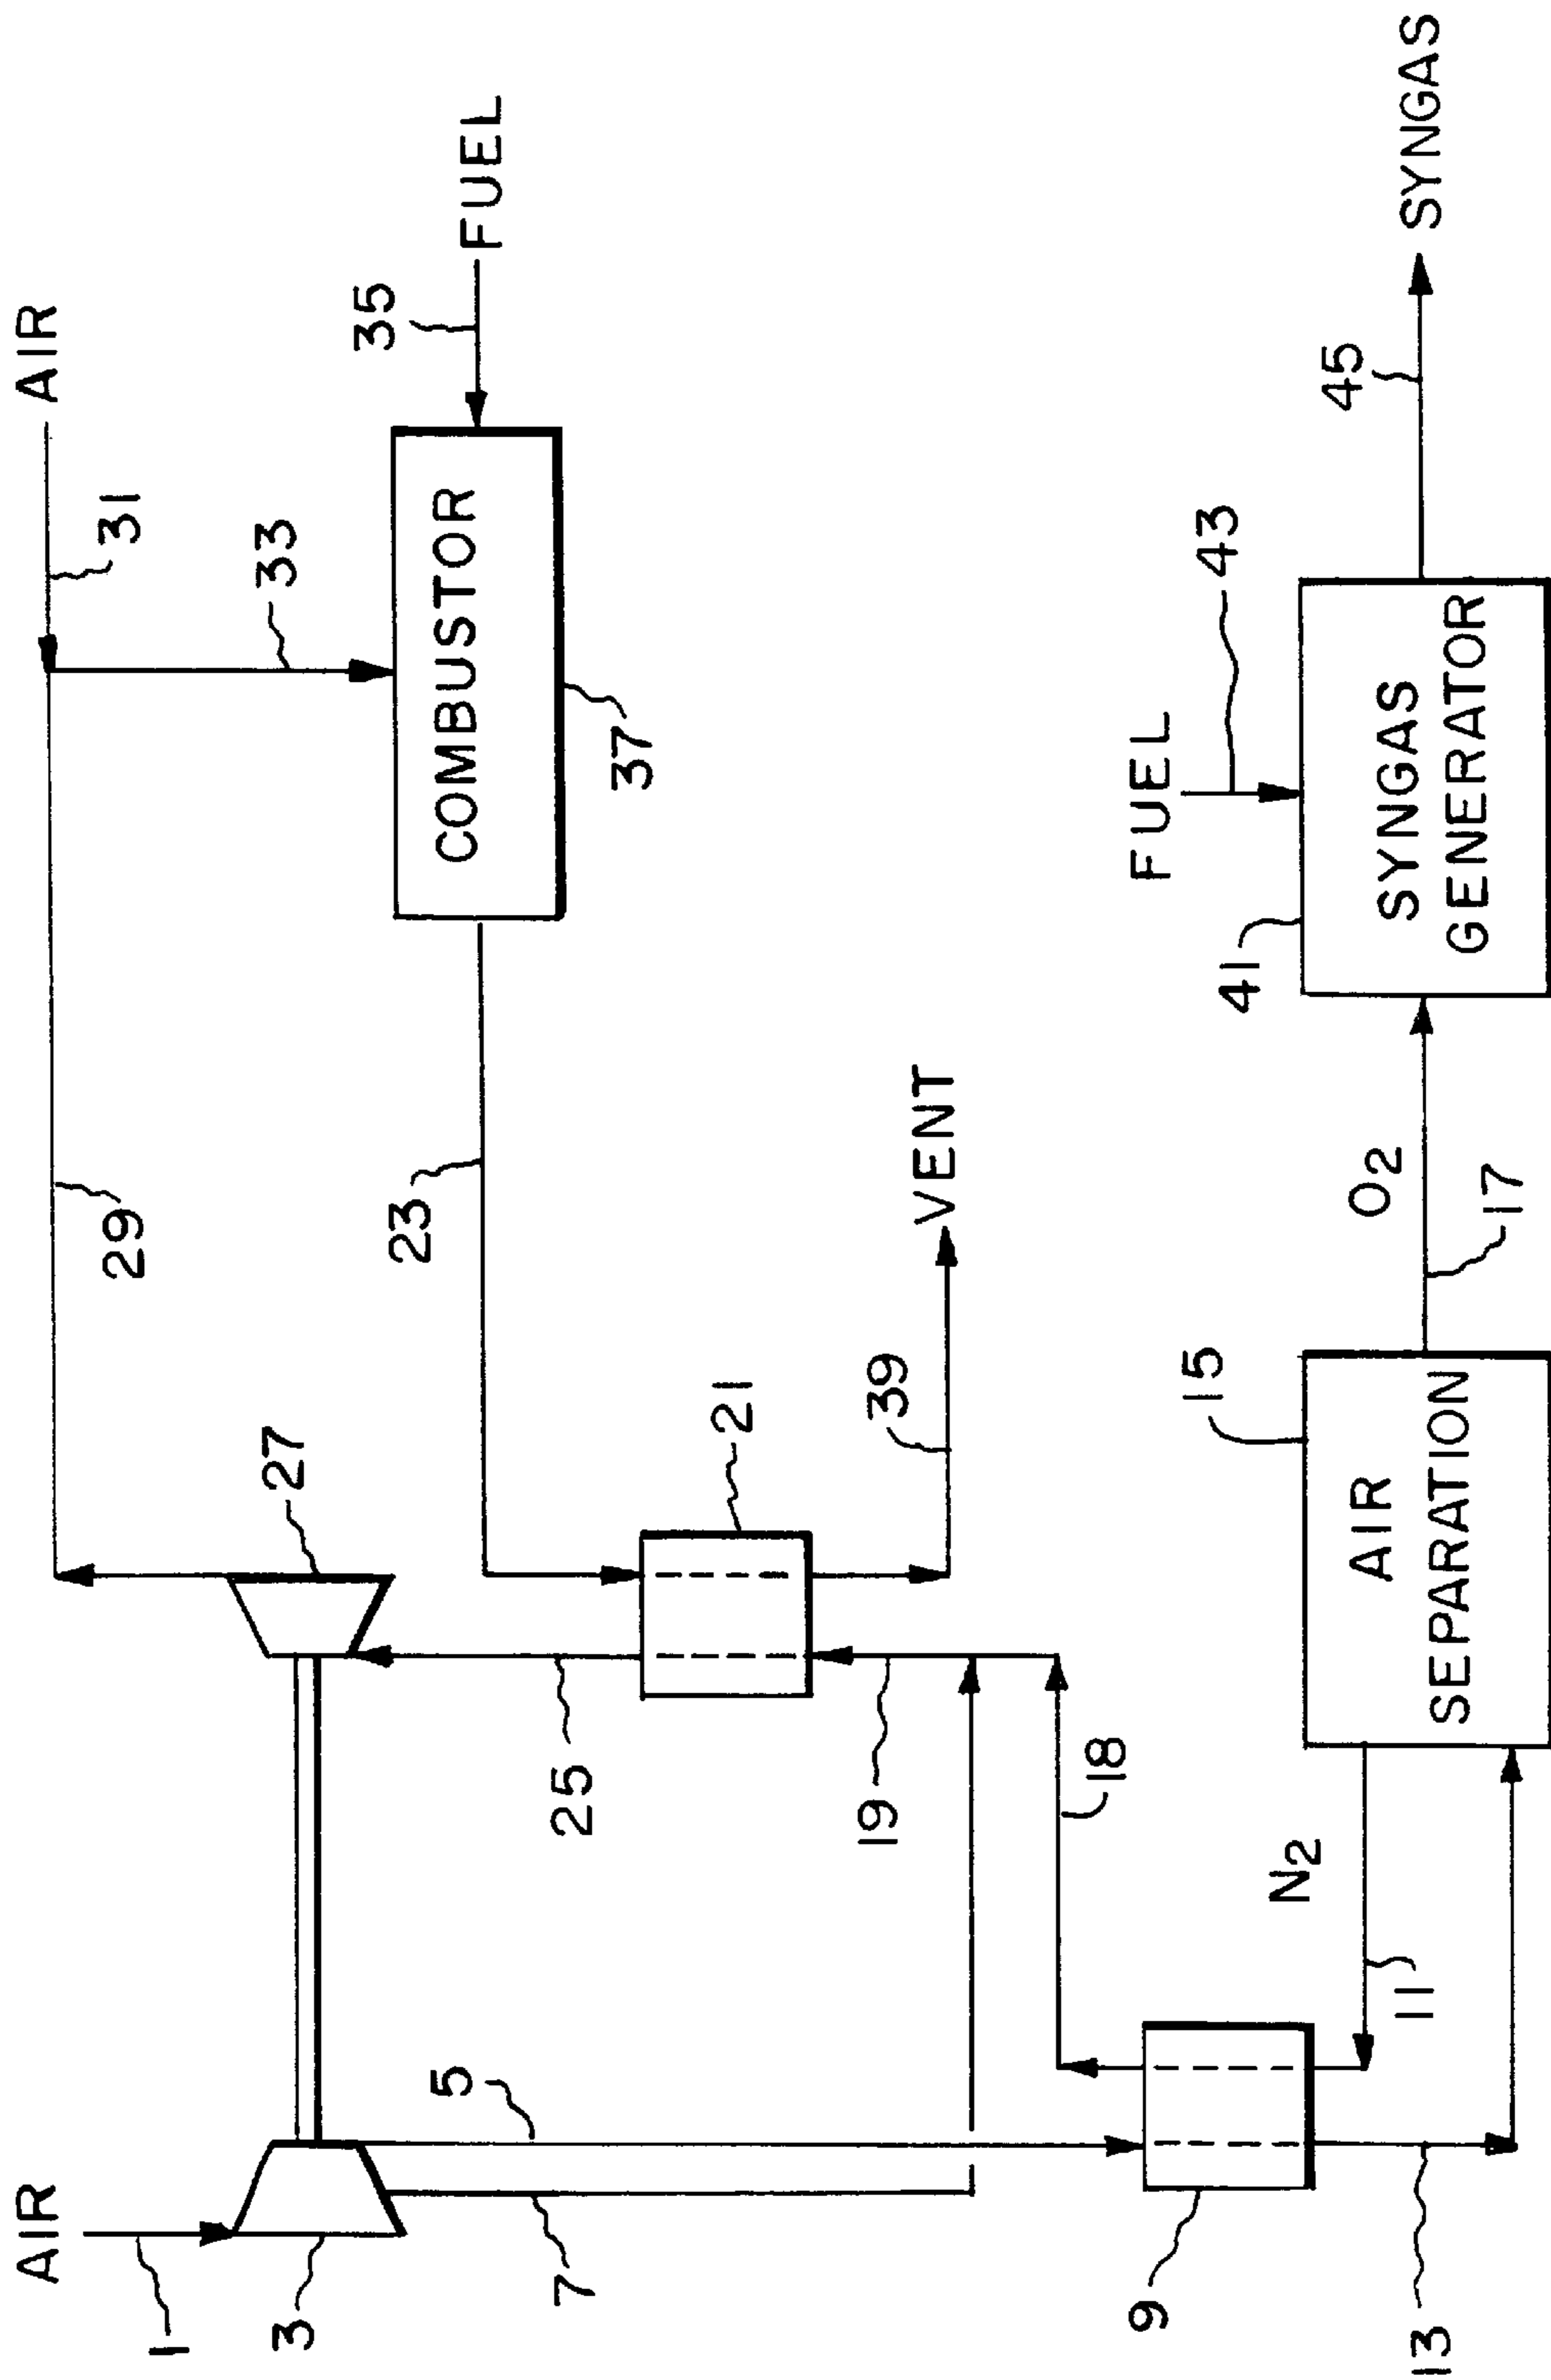 AIR
1
3
5
7
9
13
11
N2
18
19
25
27
29
21
23
39
VENT
AIR
31
33
35
FUEL
COMBUSTOR
37
AIR
SEPARATION
15
O2
17
41
FUEL
43
SYNGAS
GENERATOR
45
SYNGAS